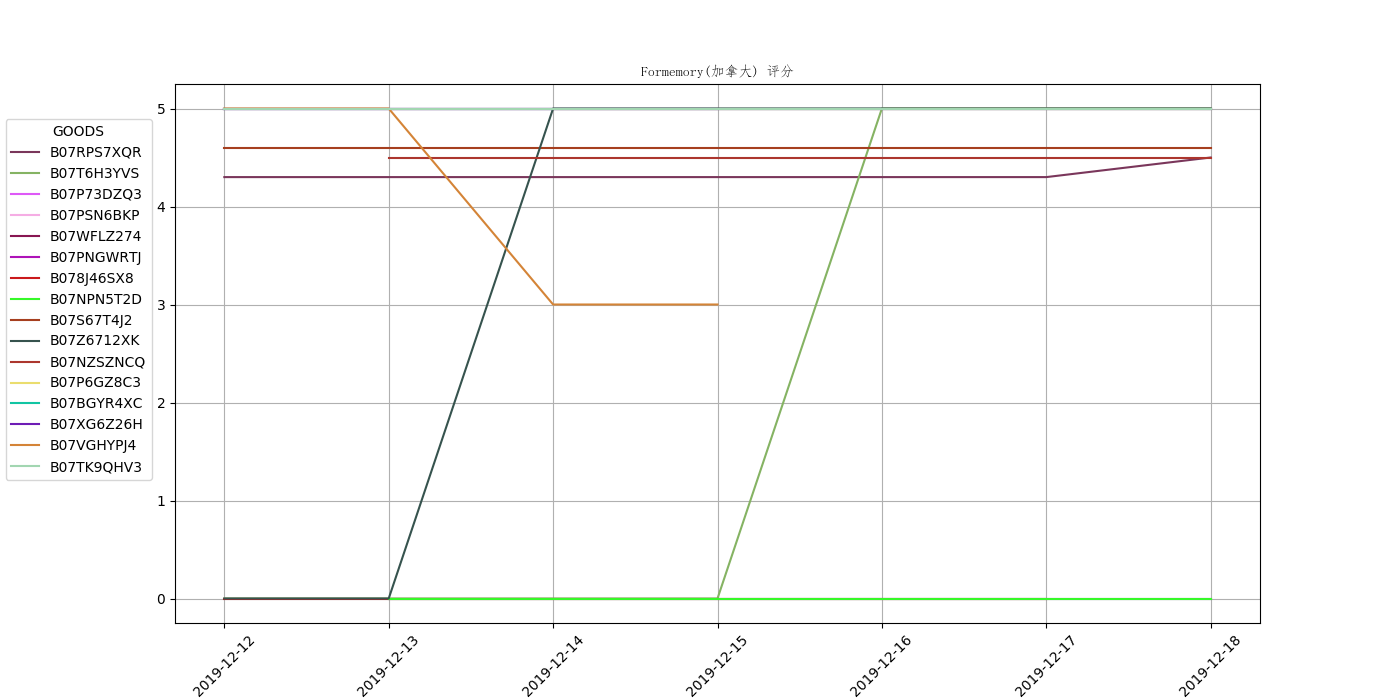 Formemory(加拿大) 评分
GOODS
B07RPS7XQR
B07T6H3YVS
B07P73DZQ3
B07PSN6BKP
B07WFLZ274
B07PNGWRTJ
B078J46SX8
B07NPN5T2D
B07S67T4J2
B07Z6712XK
B07NZSZNCQ
B07P6GZ8C3
B07BGYR4XC
B07XG6Z26H
B07VGHYPJ4
B07TK9QHV3
5
4
3
2
1
0
2019-12-12
2019-12-13
2019-12-14
2019-12-15
2019-12-16
2019-12-17
2019-12-18